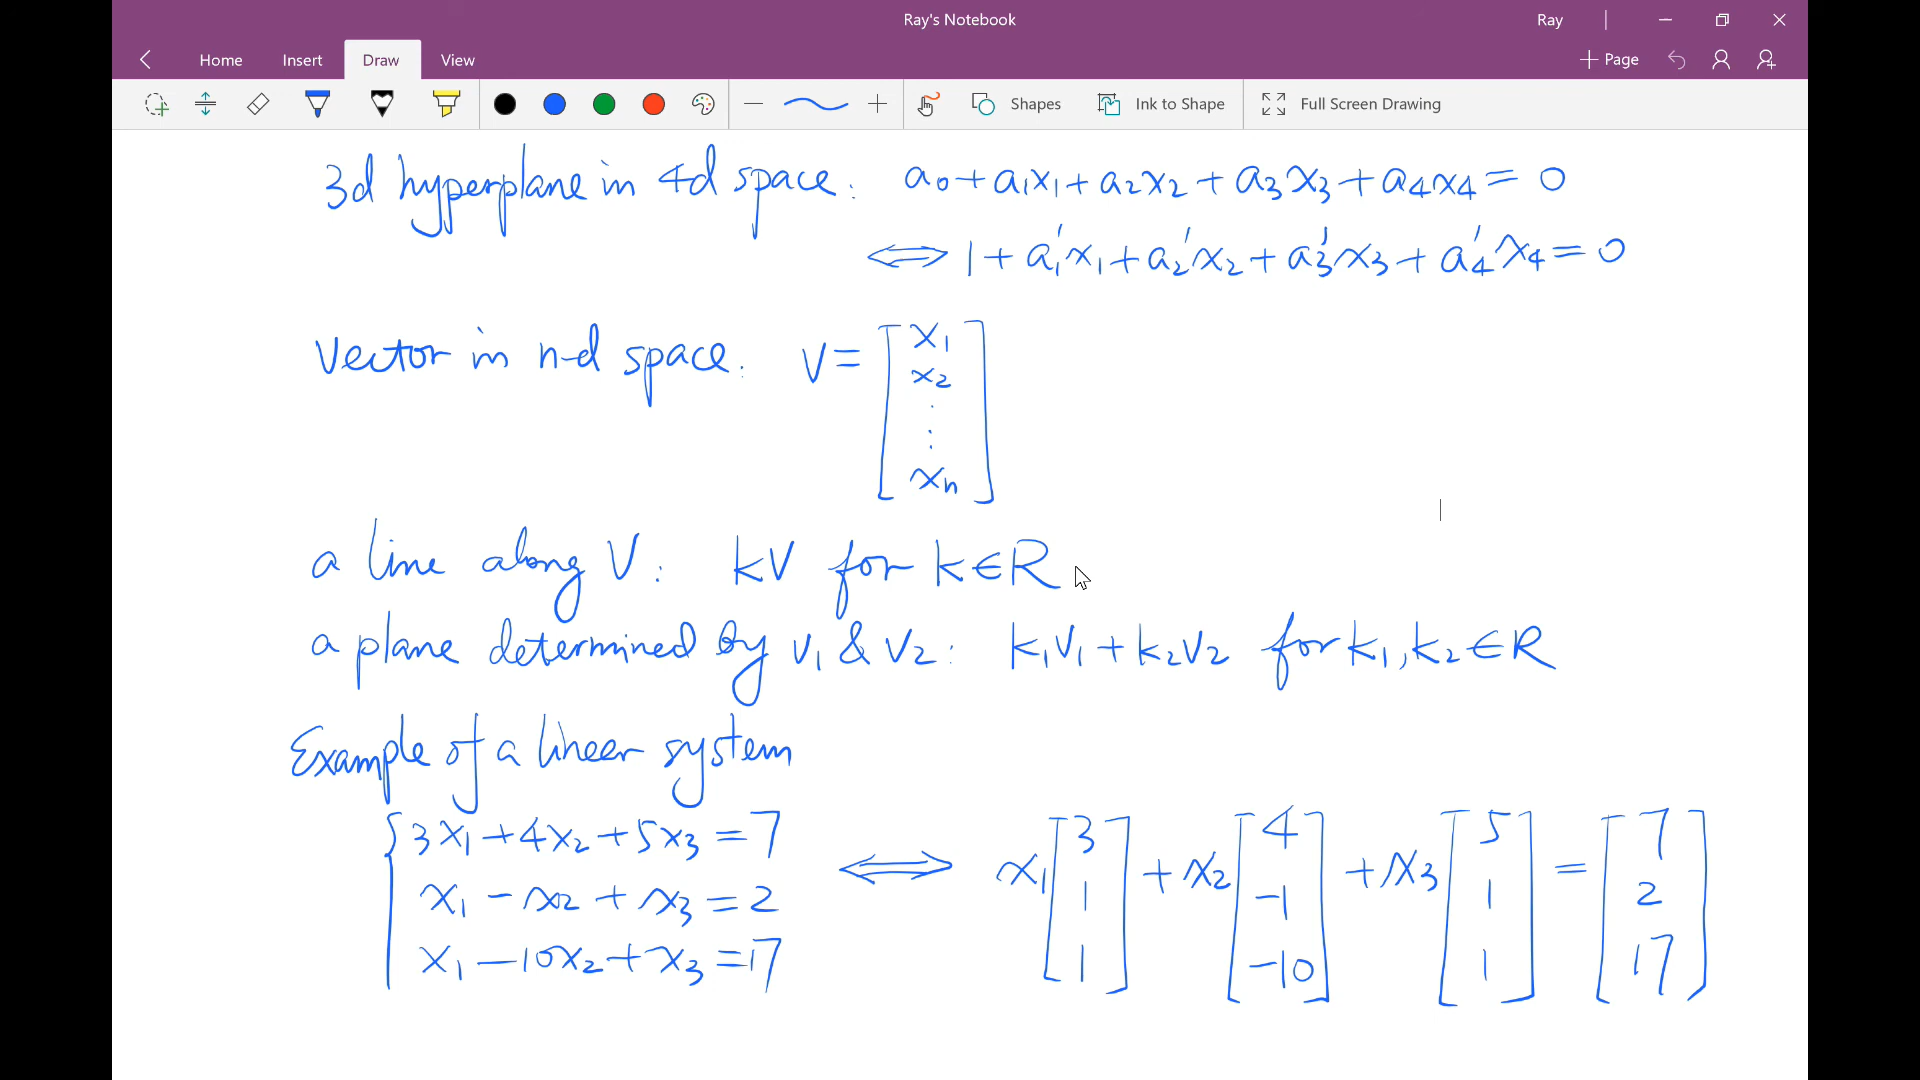 Ray's Notebook
Ray
Home Insert Draw View
Page
Shapes Ink to Shape Full Screen Drawing
3d hyperplane in 4d space: a₀+a₁x₁+a₂x₂+a₃x₃+a₄x₄=0
⟺ 1+a₁'x₁+a₂'x₂+a₃'x₃+a₄'x₄=0
Vector in n-d space: V= [x₁ x₂ ⋮ xₙ]
a line along V: kV for k∈R
a plane determined by v₁ & v₂: k₁v₁+k₂v₂ for k₁,k₂∈R
Example of a linear system
{3x₁+4x₂+5x₃=7
x₁-x₂+x₃=2
x₁-10x₂+x₃=17
⟺ x₁[3 1 1]+x₂[4 -1 -10]+x₃[5 1 1]=[7 2 17]